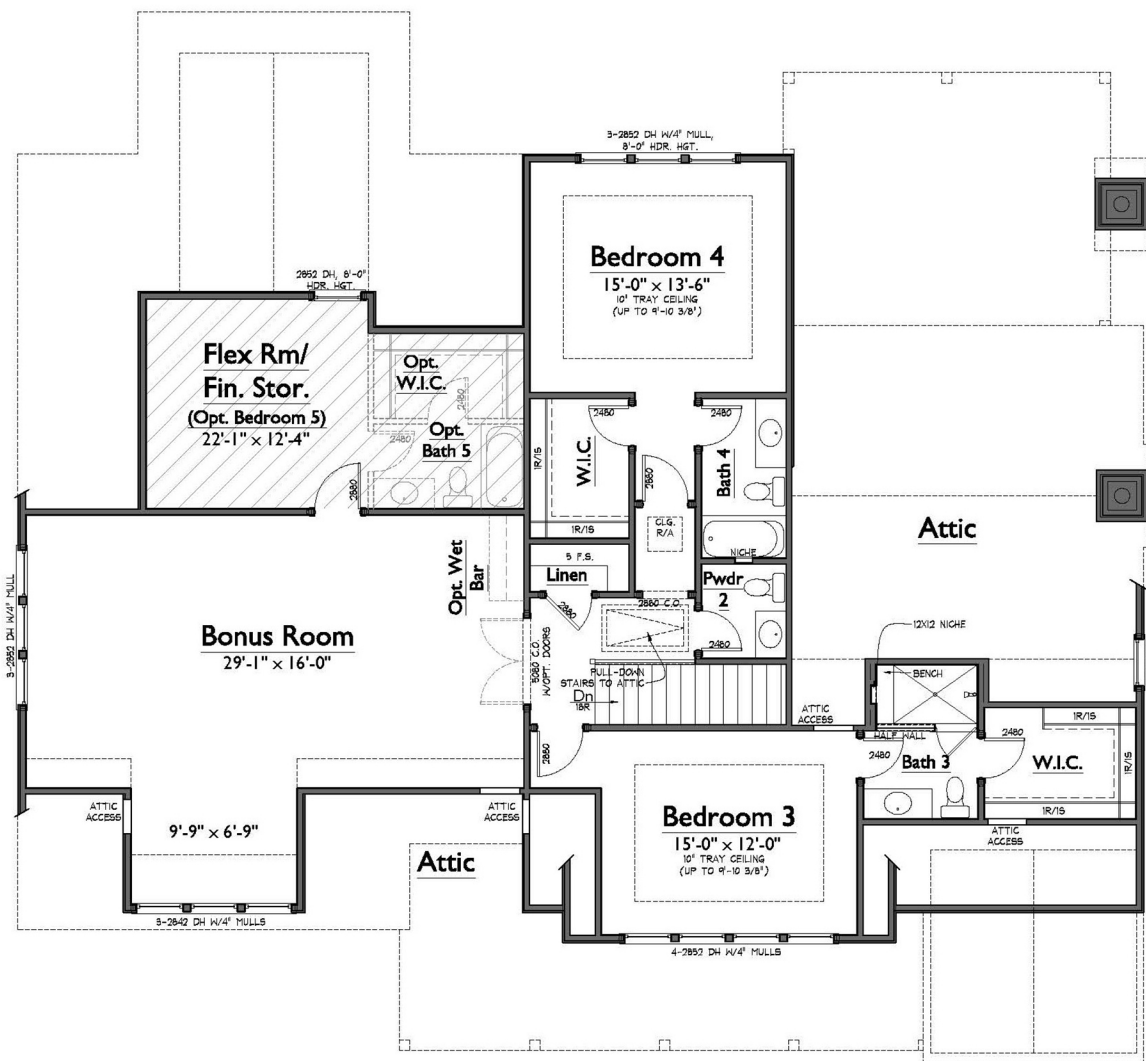 3-2852 DH W/4" MULL,
8'-0" HDR. HGT.
Bedroom 4
15'-0" x 13'-6"
10" TRAY CEILING
(UP TO 9'-10 3/8")
2852 DH, 8'-0"
HDR. HGT.
Flex Rm/
Fin. Stor.
(Opt. Bedroom 5)
22'-1" x 12'-4"
2880
Opt.
W.I.C.
2480
Opt.
Bath 5
2480
2480
W.I.C.
1R/1S
1R/1S
2880
CLG.
R/A
2480
Bath 4
NICHE
5 F.S.
Linen
2880
2880 C.O.
Pwdr
2
2480
Attic
12X12 NICHE
3-2852 DH W/4" MULL
Bonus Room
29'-1" x 16'-0"
Opt. Wet
Bar
5080 C.O.
W/OPT. DOORS
PULL-DOWN
STAIRS TO ATTIC
Dn
18R
2880
ATTIC
ACCESS
BENCH
HALF WALL
2480
Bath 3
2480
W.I.C.
1R/1S
1R/1S
1R/1S
ATTIC
ACCESS
ATTIC
ACCESS
9'-9" x 6'-9"
3-2842 DH W/4" MULLS
ATTIC
ACCESS
Attic
Bedroom 3
15'-0" x 12'-0"
10" TRAY CEILING
(UP TO 9'-10 3/8")
4-2852 DH W/4" MULLS